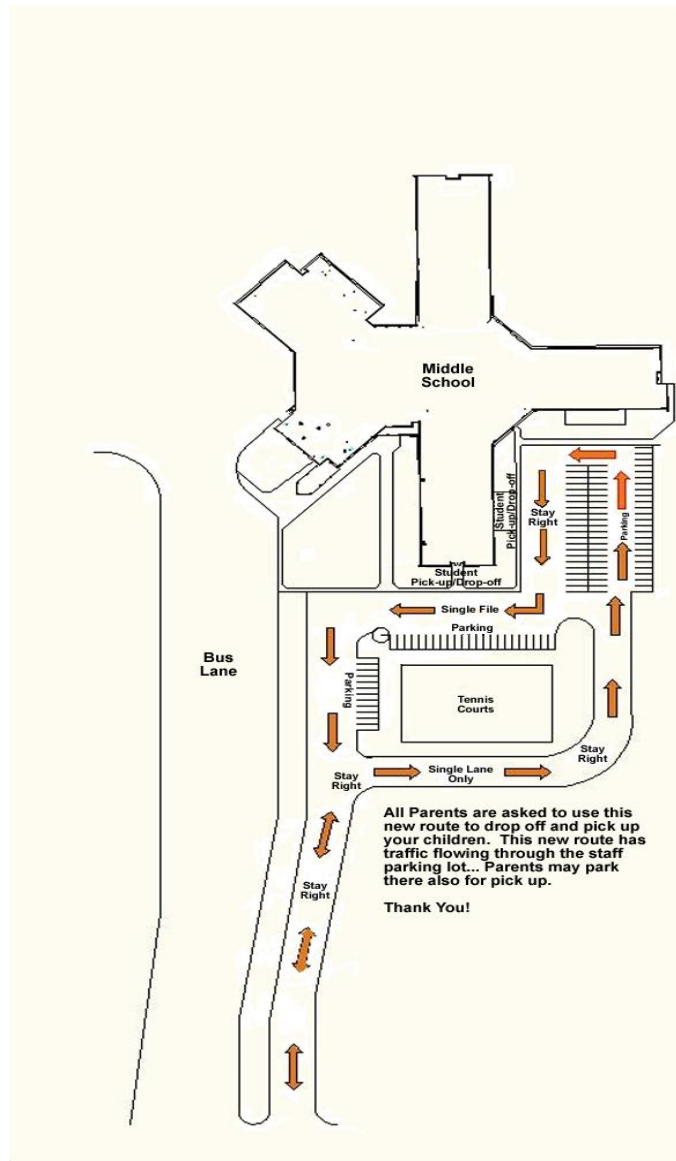 Middle
School
Student
Pick-up/Drop-off
Stay
Right
Parking
Student
Pick-up/Drop-off
Single File
Parking
Bus
Lane
Parking
Tennis
Courts
Stay
Right
Stay
Right
Single Lane
Only
All Parents are asked to use this
new route to drop off and pick up
your children. This new route has
traffic flowing through the staff
parking lot... Parents may park
there also for pick up.
Thank You!
Stay
Right